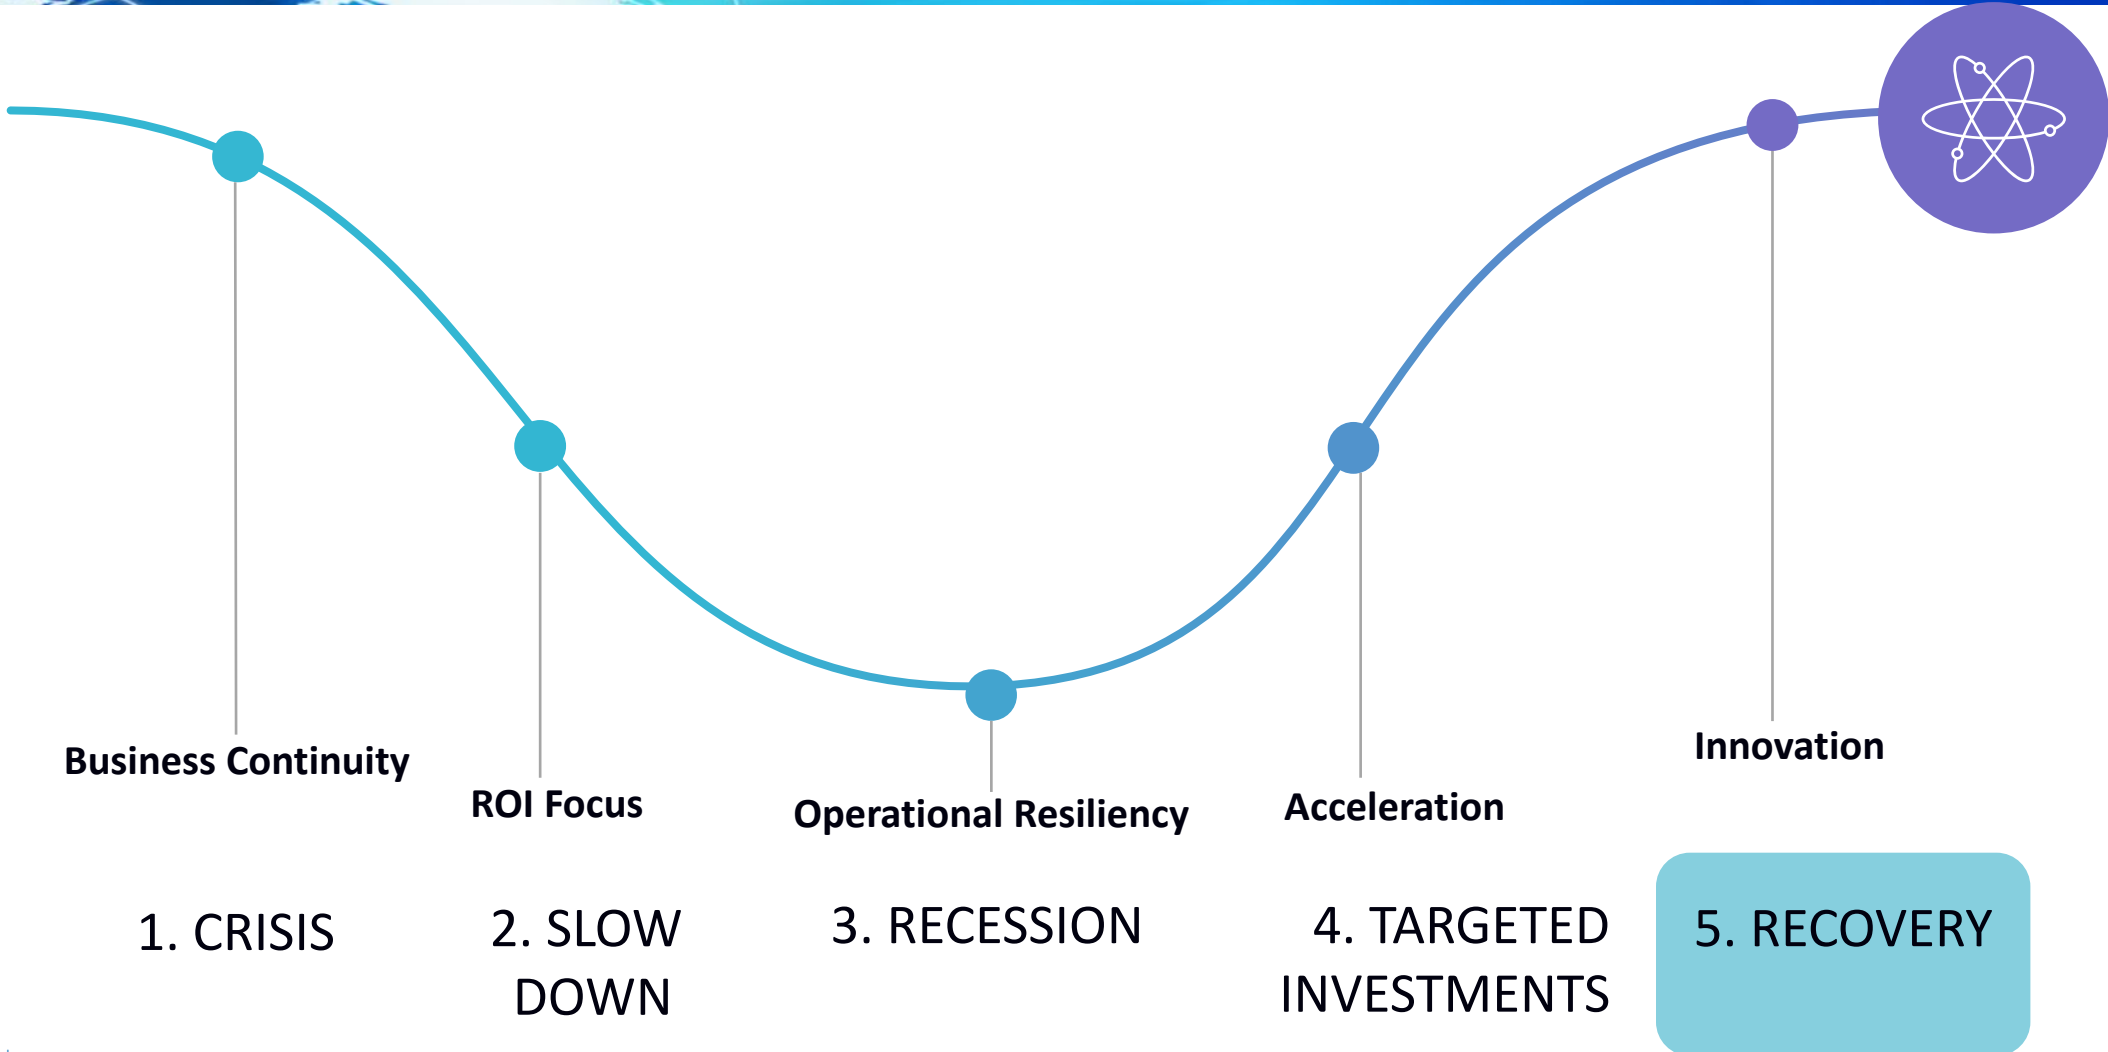 Business Continuity
ROI Focus
Operational Resiliency
Acceleration
Innovation
1. CRISIS
2. SLOW
DOWN
3. RECESSION
4. TARGETED
INVESTMENTS
5. RECOVERY